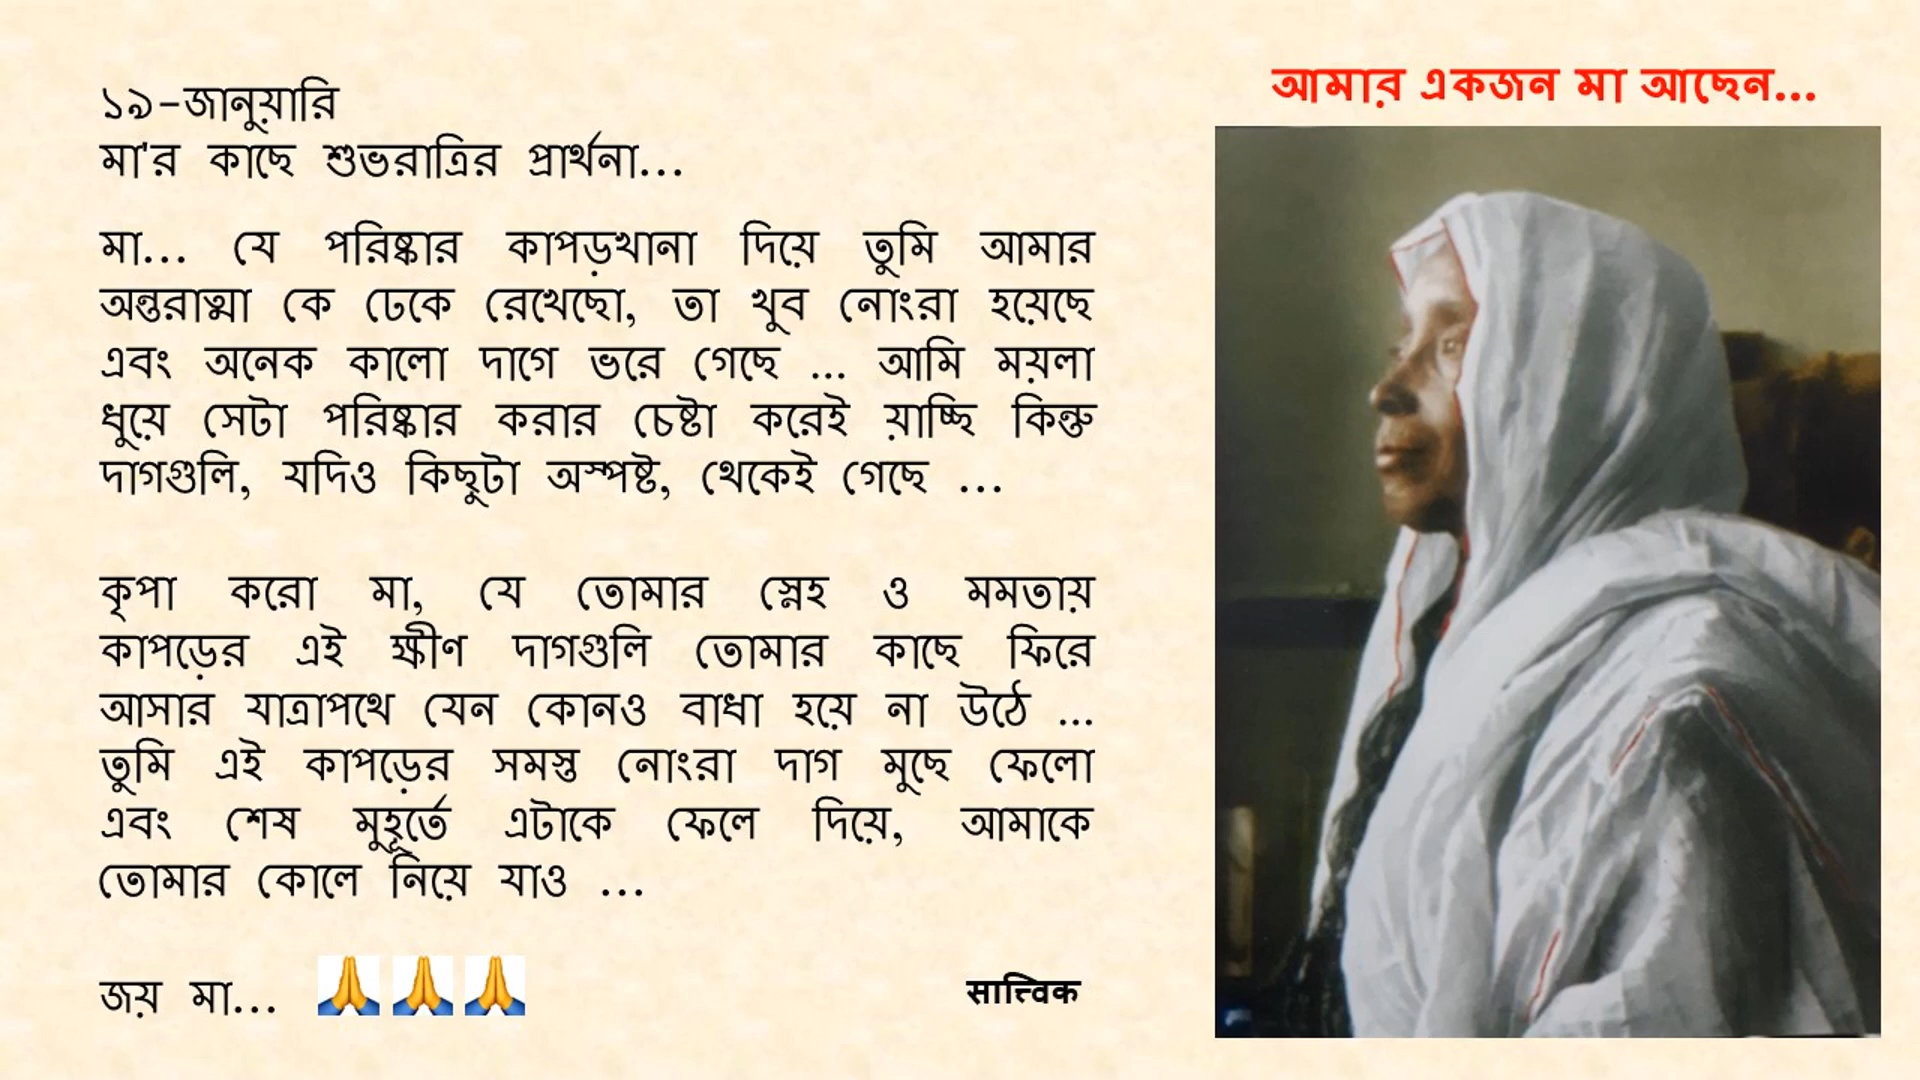 ১৯-জানুয়ারি
মা'র কাছে শুভরাত্রির প্রার্থনা...
মা... যে পরিষ্কার কাপড়খানা দিয়ে তুমি আমার
অন্তরাত্মা কে ঢেকে রেখেছো, তা খুব নোংরা হয়েছে
এবং অনেক কালো দাগে ভরে গেছে ... আমি ময়লা
ধুয়ে সেটা পরিষ্কার করার চেষ্টা করেই য়াচ্ছি কিন্তু
দাগগুলি, যদিও কিছুটা অস্পষ্ট, থেকেই গেছে ...
কৃপা করো মা, যে তোমার স্নেহ ও মমতায়
কাপড়ের এই ক্ষীণ দাগগুলি তোমার কাছে ফিরে
আসার যাত্রাপথে যেন কোনও বাধা হয়ে না উঠে ...
তুমি এই কাপড়ের সমস্ত নোংরা দাগ মুছে ফেলো
এবং শেষ মুহূর্তে এটাকে ফেলে দিয়ে, আমাকে
তোমার কোলে নিয়ে যাও ...
জয় মা... 🙏 🙏 🙏
सात्त्विक
আমার একজন মা আছেন...